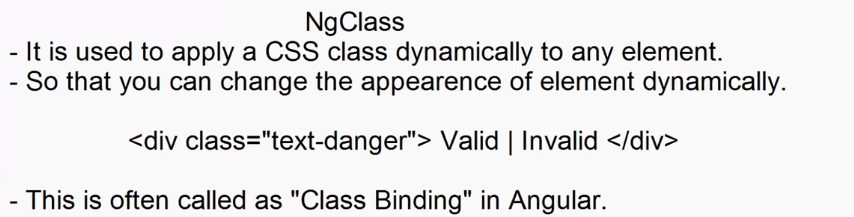 NgClass
- It is used to apply a CSS class dynamically to any element.
- So that you can change the appearence of element dynamically.
<div class="text-danger"> Valid | Invalid </div>
- This is often called as "Class Binding" in Angular.